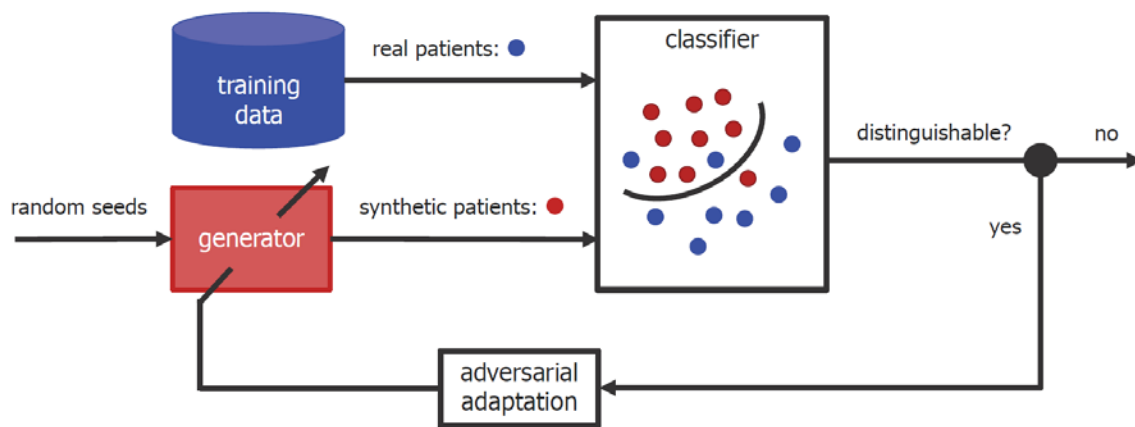 training
data
real patients:
classifier
distinguishable?
no
random seeds
generator
synthetic patients:
yes
adversarial
adaptation